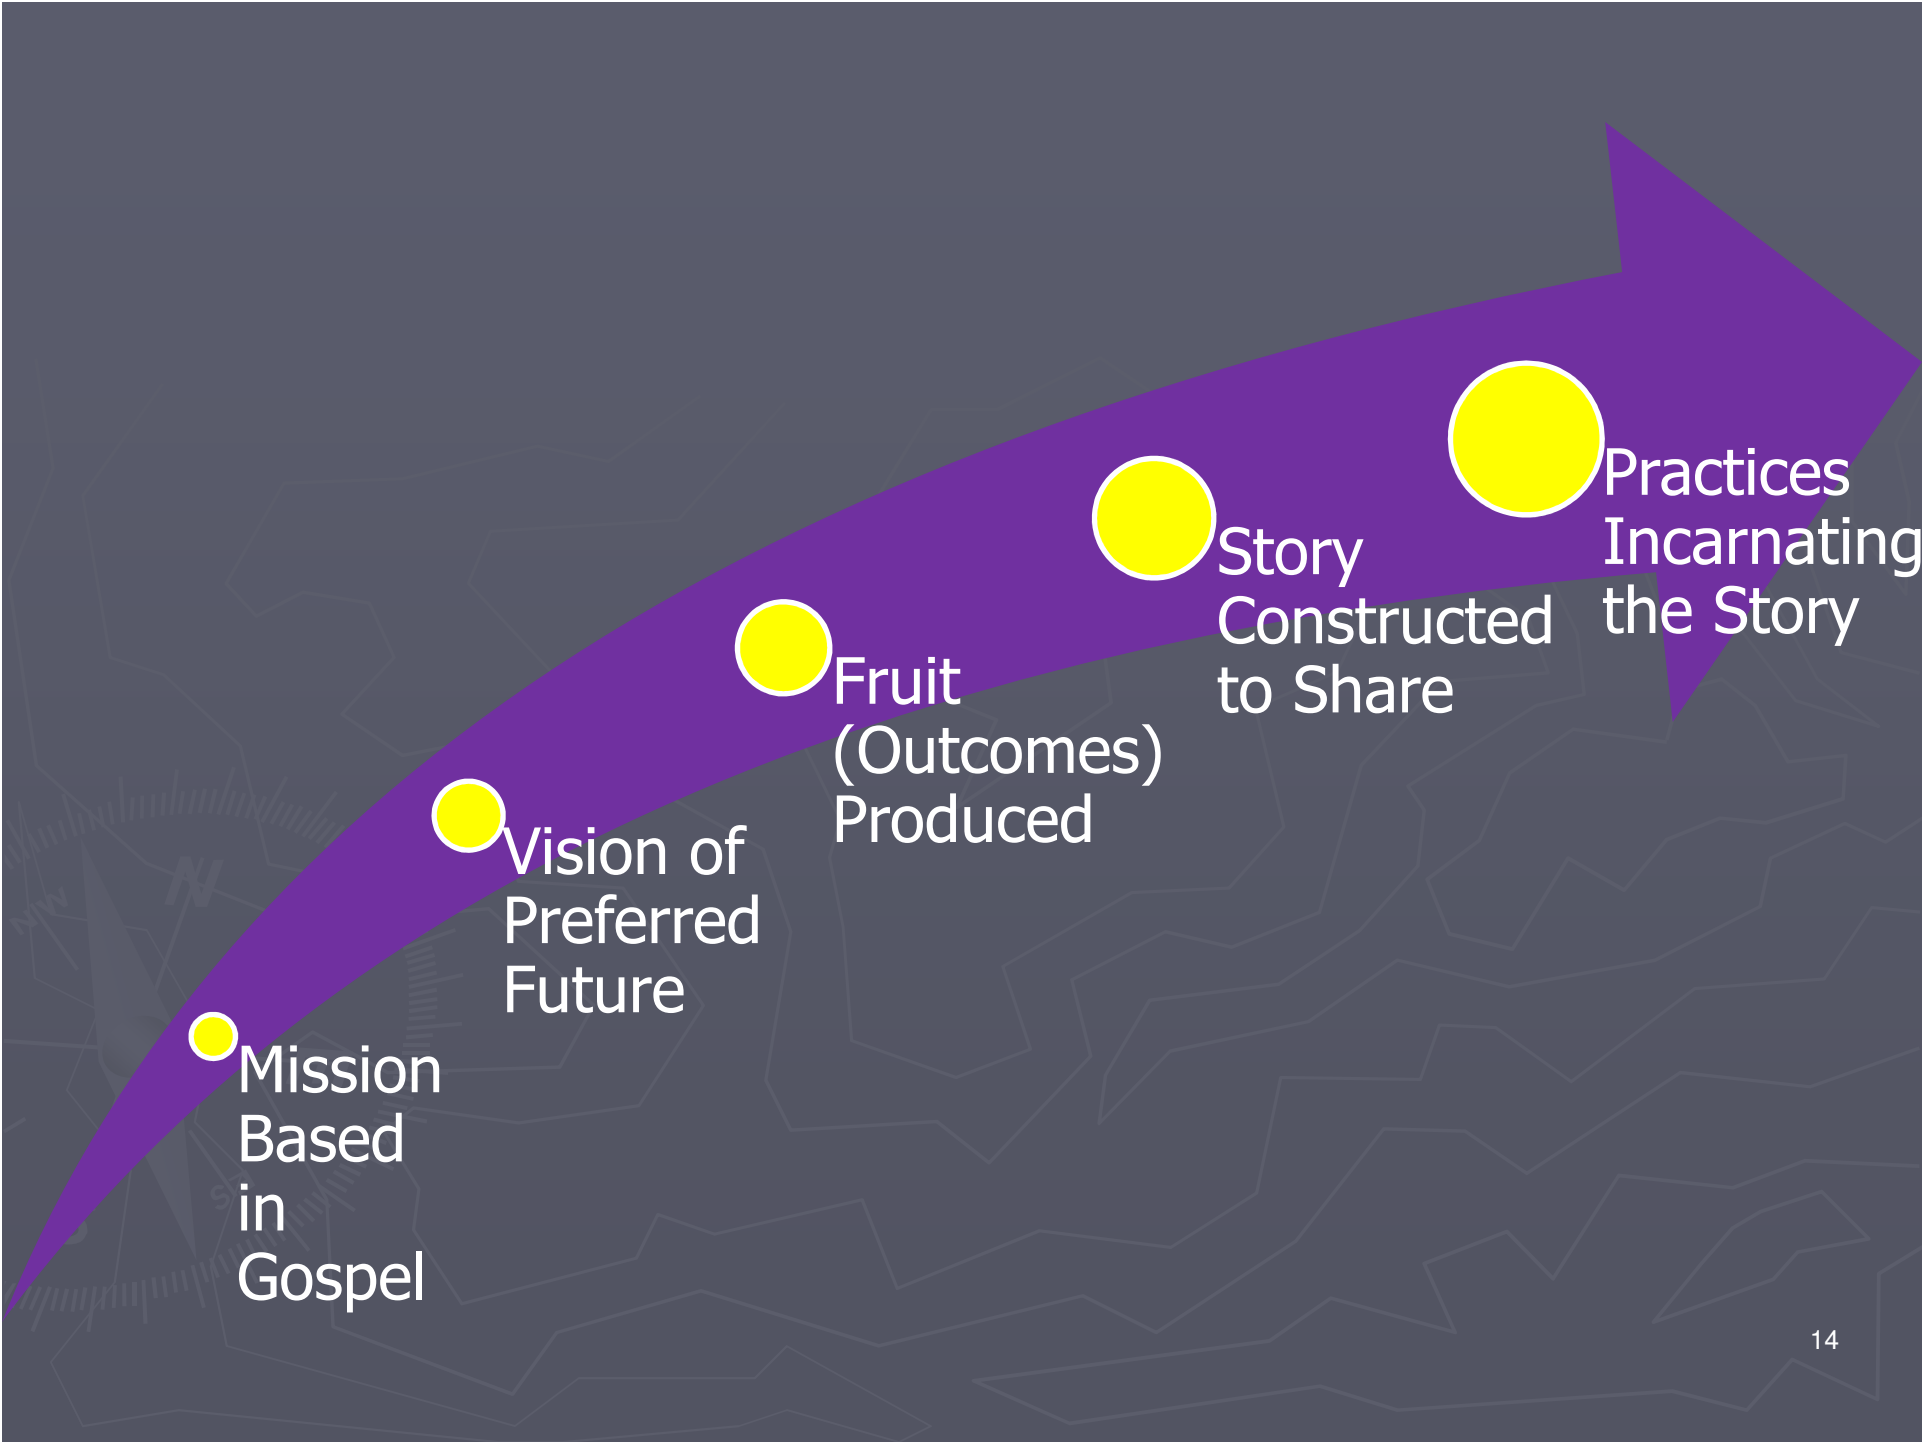 Mission
Based
in
Gospel
Vision of
Preferred
Future
Fruit
(Outcomes)
Produced
Story
Constructed
to Share
Practices
Incarnating
the Story
14
N
NW